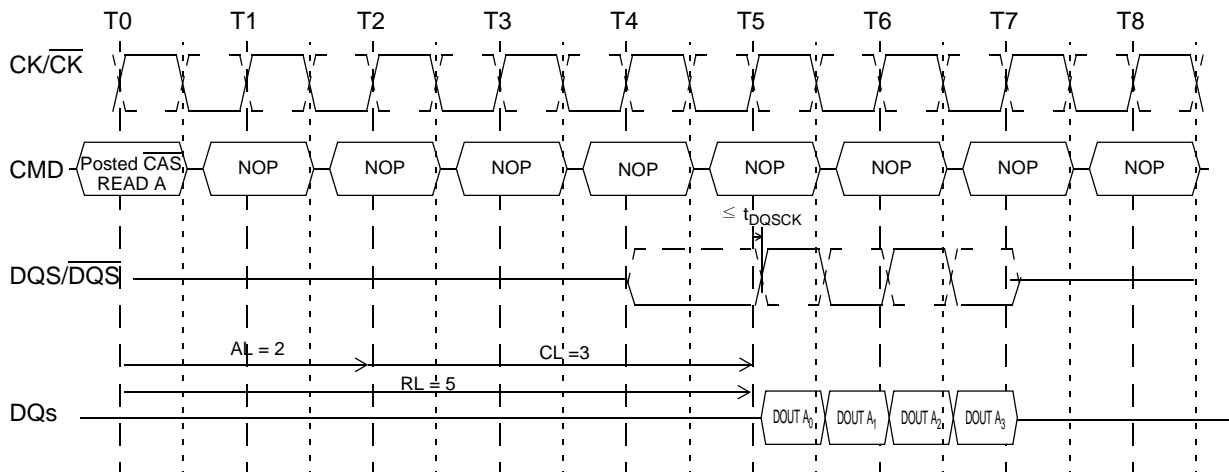 T0 T1 T2 T3 T4 T5 T6 T7 T8
CK/CK
CMD Posted CAS READ A NOP NOP NOP NOP NOP NOP NOP NOP
≤ tDQSCK
DQS/DQS
AL = 2 CL =3
RL = 5
DQs DOUT A0 DOUT A1 DOUT A2 DOUT A3